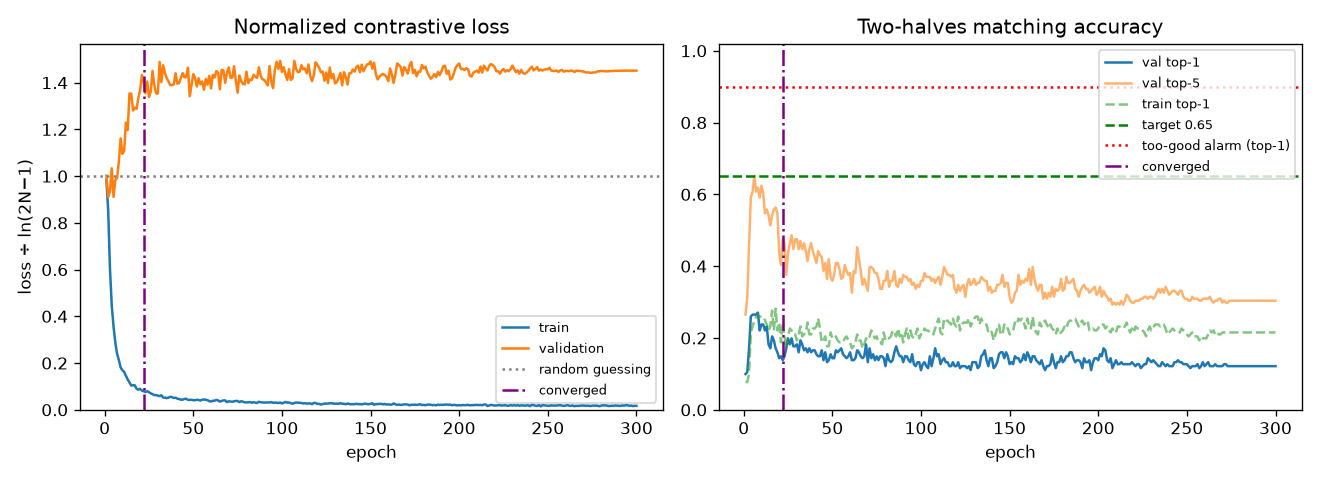 Normalized contrastive loss
loss ÷ ln(2N−1)
1.4
1.2
1.0
0.8
0.6
0.4
0.2
0.0
train
validation
random guessing
converged
0 50 100 150 200 250 300
epoch
Two-halves matching accuracy
1.0
0.8
0.6
0.4
0.2
0.0
val top-1
val top-5
train top-1
target 0.65
too-good alarm (top-1)
converged
0 50 100 150 200 250 300
epoch